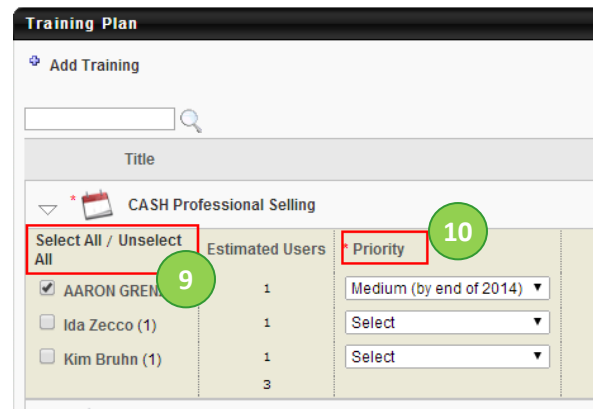 Training Plan
Add Training
Title
* CASH Professional Selling
Select All / Unselect All
Estimated Users
* Priority
10
9
AARON
1
Medium (by end of 2014)
Ida Zecco (1)
1
Select
Kim Bruhn (1)
1
Select
3